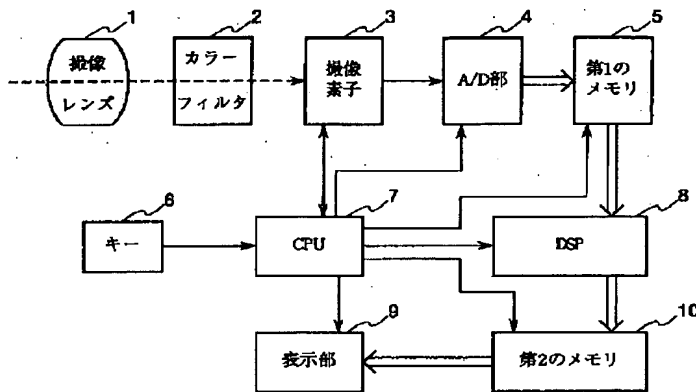 1
2
3
4
5
撮像
レンズ
カラー
フィルタ
撮像
素子
A/D部
第1の
メモリ
6
7
8
キー
CPU
DSP
9
10
表示部
第2のメモリ